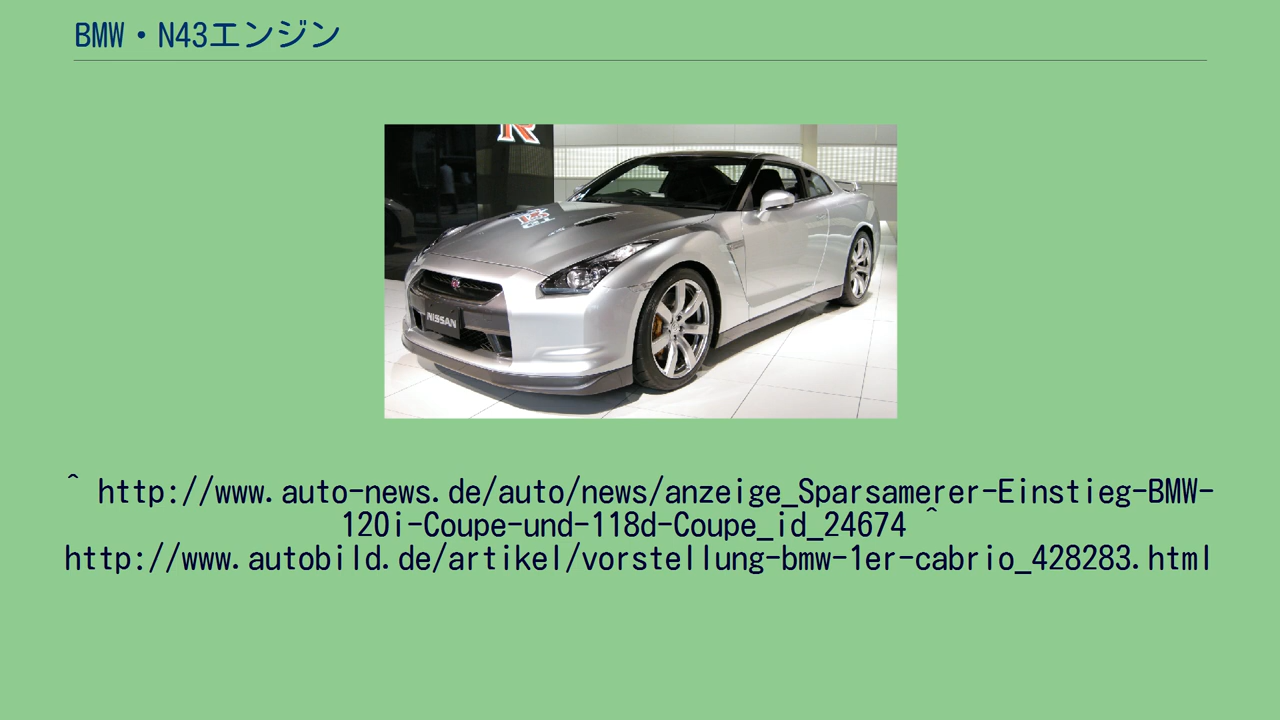 BMW・N43エンジン
R
NISSAN
^ http://www.auto-news.de/auto/news/anzeige_Sparsamerer-Einstieg-BMW-
120i-Coupe-und-118d-Coupe_id_24674 ^
http://www.autobild.de/artikel/vorstellung-bmw-1er-cabrio_428283.html